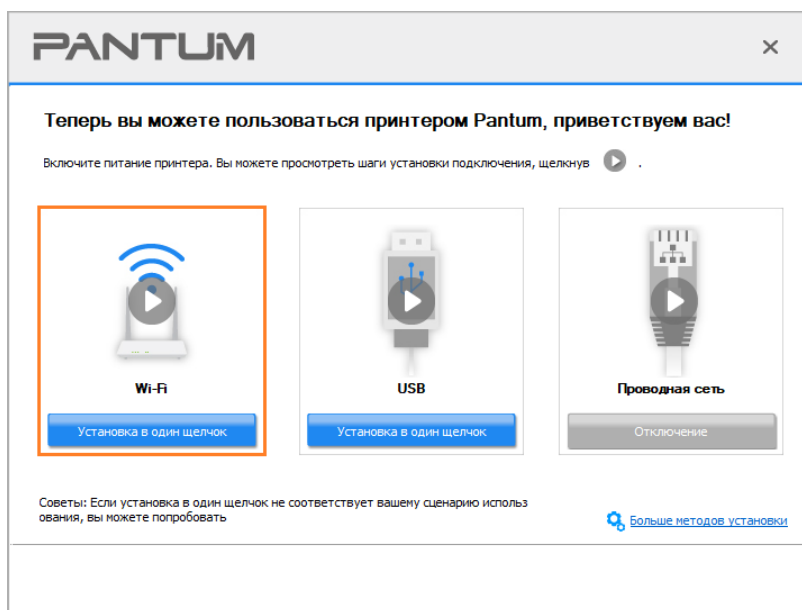 PANTUM
Теперь вы можете пользоваться принтером Pantum, приветствуем вас!
Включите питание принтера. Вы можете просмотреть шаги установки подключения, щелкнув .
Wi-Fi
USB
Проводная сеть
Установка в один щелчок
Установка в один щелчок
Отключение
Советы: Если установка в один щелчок не соответствует вашему сценарию использ
ования, вы можете попробовать
Больше методов установки